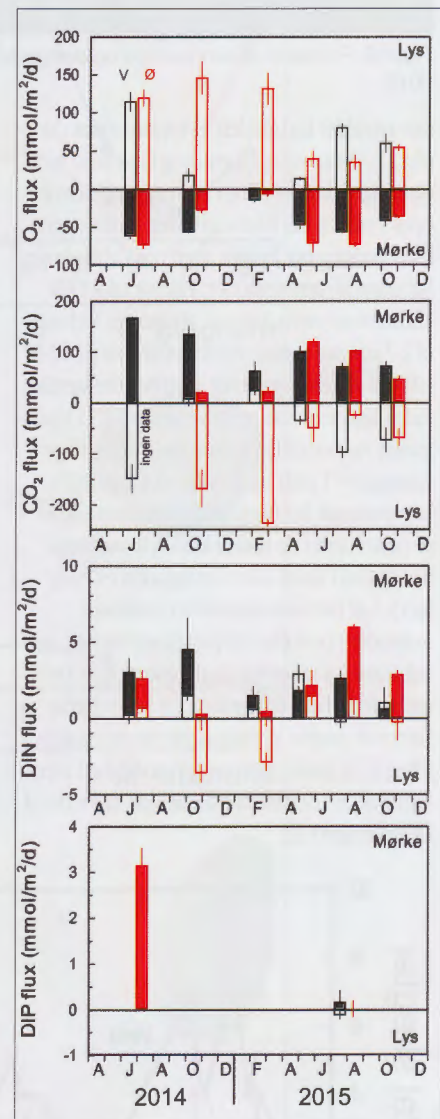 O₂ flux (mmol/m²/d)
200
150
100
50
0
-50
-100
V Ø
Lys
Mørke
A J A O D F A J A O D
CO₂ flux (mmol/m²/d)
200
100
0
-100
-200
Mørke
ingen data
Lys
A J A O D F A J A O D
DIN flux (mmol/m²/d)
10
5
0
-5
Mørke
Lys
A J A O D F A J A O D
DIP flux (mmol/m²/d)
4
3
2
1
0
-1
Mørke
Lys
A J A O D F A J A O D
2014 2015